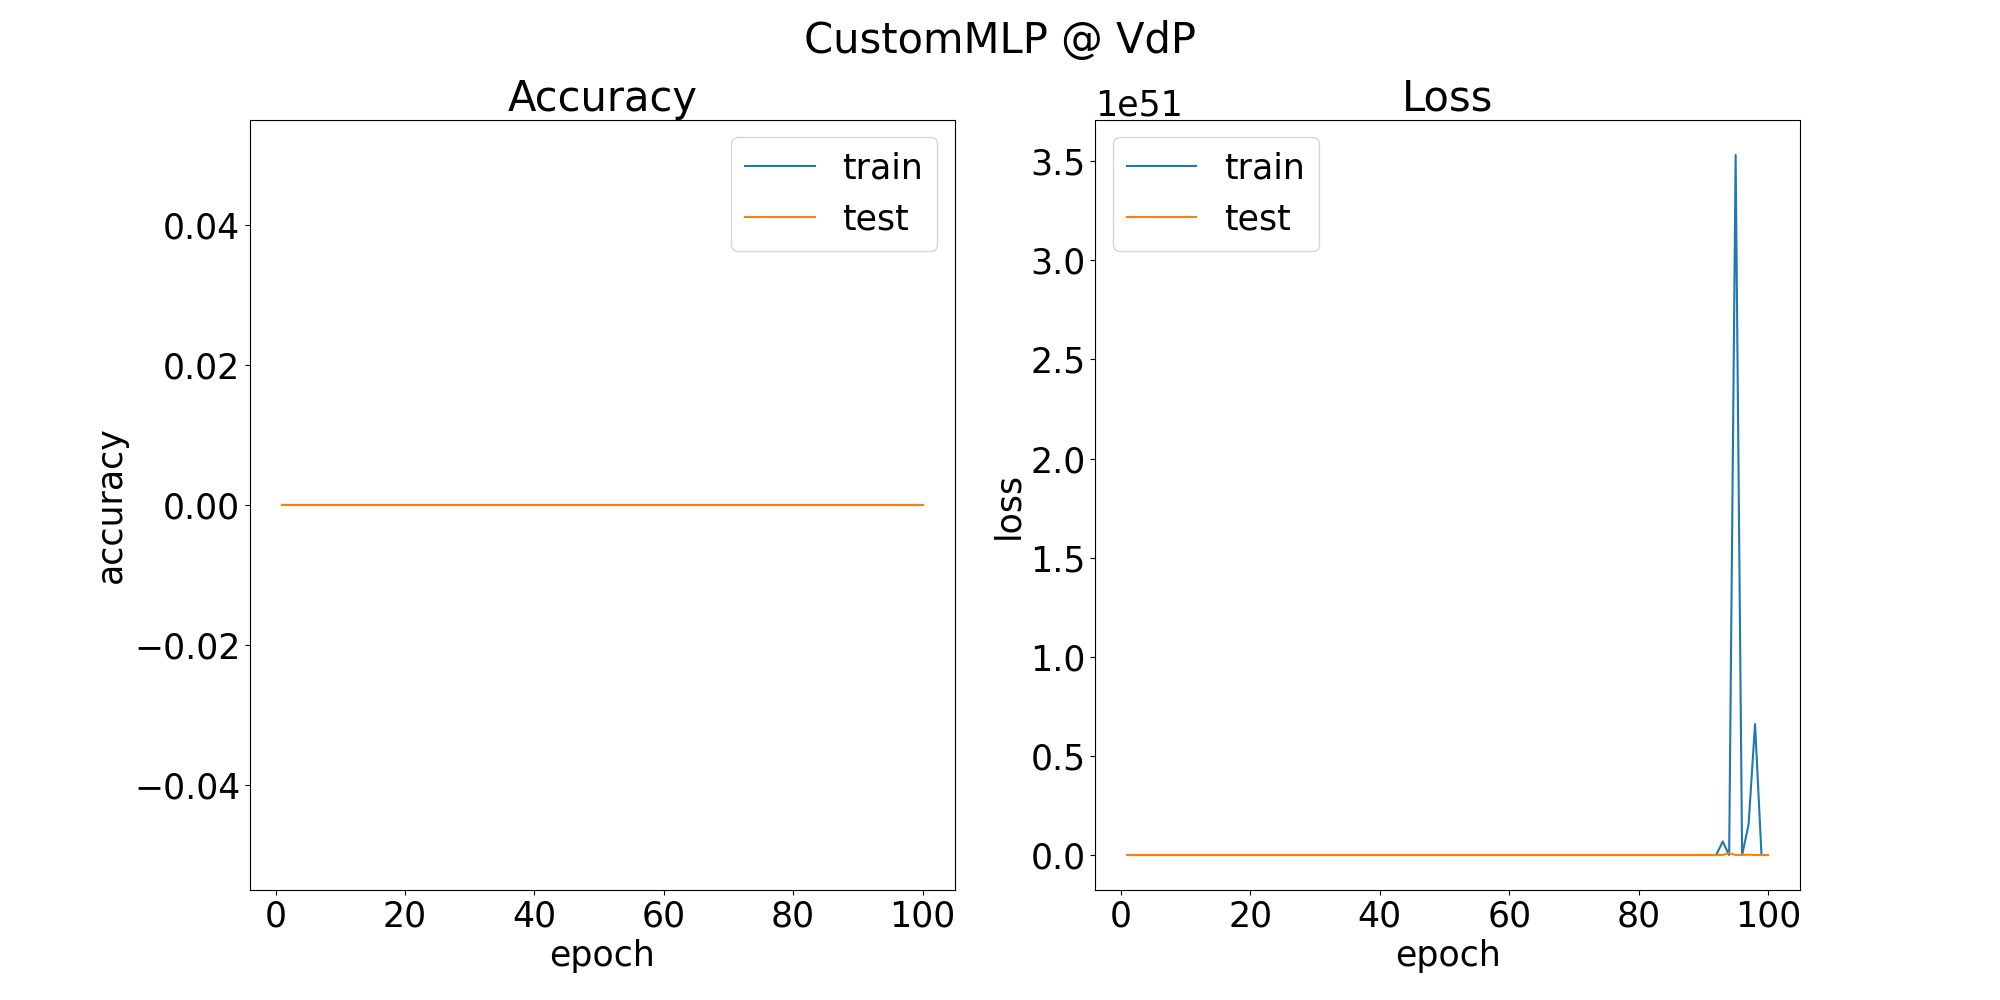 CustomMLP @ VdP
Accuracy
train
test
0.04
0.02
0.00
−0.02
−0.04
accuracy
0 20 40 60 80 100
epoch
Loss
1e51
train
test
3.5
3.0
2.5
2.0
1.5
1.0
0.5
0.0
loss
0 20 40 60 80 100
epoch